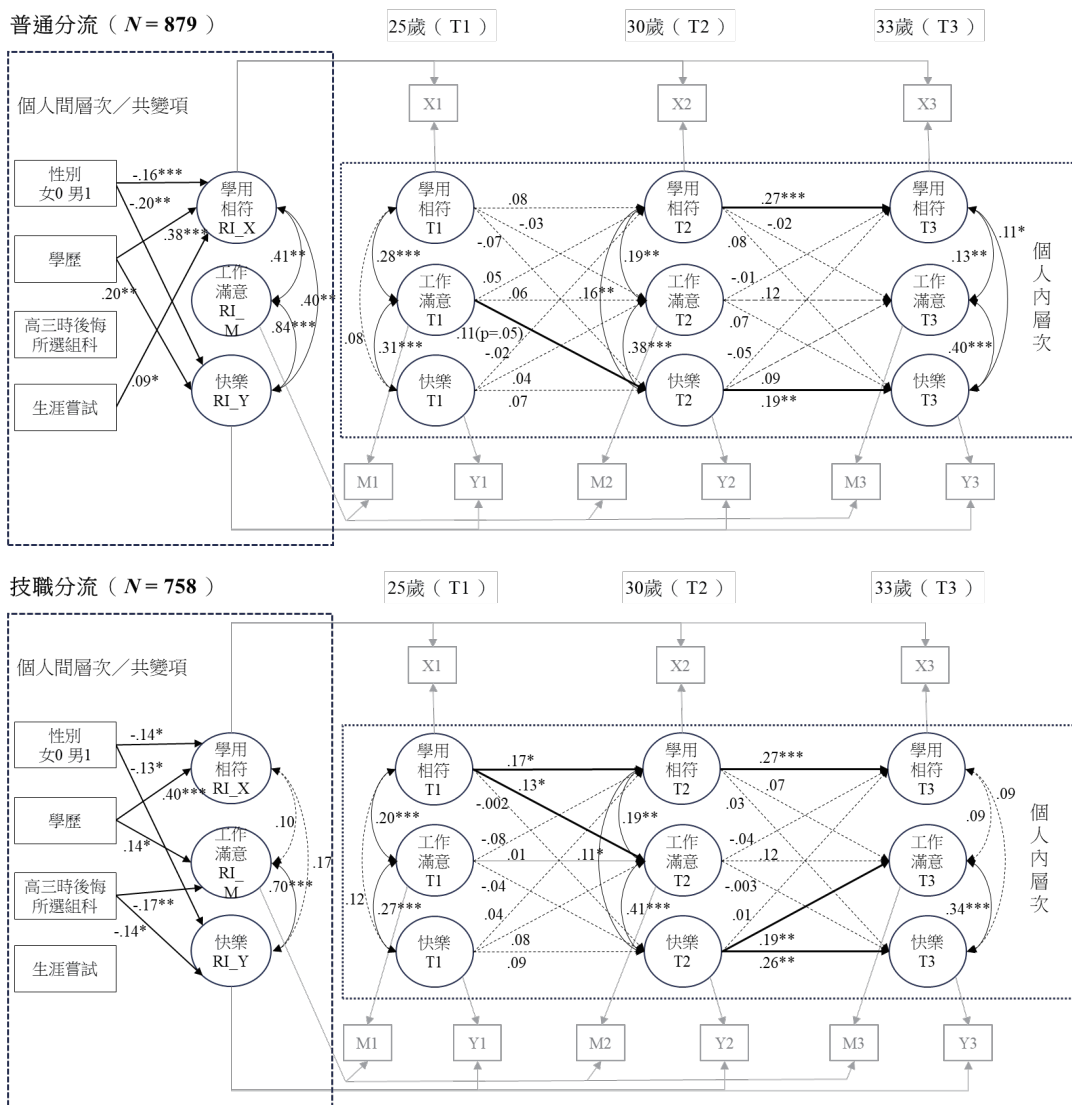 普通分流（N = 879）
25歲（T1）
30歲（T2）
33歲（T3）
個人間層次／共變項
X1
X2
X3
性別
女0 男1
學歷
高三時後悔
所選組科
生涯嘗試
-.16***
-.20**
.38***
.20**
.09*
學用
相符
RI_X
工作
滿意
RI_
M
快樂
RI_Y
.41**
.40**
.84***
學用
相符
T1
工作
滿意
T1
快樂
T1
.28***
.08
.31***
.08
-.03
-.07
.05
.06
.11(p=.05)
-.02
.04
.07
學用
相符
T2
工作
滿意
T2
快樂
T2
.19**
.16**
.38***
.27***
-.02
.08
-.01
.12
.07
-.05
.09
.19**
學用
相符
T3
工作
滿意
T3
快樂
T3
.13**
.11*
.40***
個人內層次
M1
Y1
M2
Y2
M3
Y3
技職分流（N = 758）
25歲（T1）
30歲（T2）
33歲（T3）
個人間層次／共變項
X1
X2
X3
性別
女0 男1
學歷
高三時後悔
所選組科
生涯嘗試
-.14*
-.13*
.40***
.14*
-.17**
-.14*
學用
相符
RI_X
工作
滿意
RI_
M
快樂
RI_Y
.10
.17
.70***
學用
相符
T1
工作
滿意
T1
快樂
T1
.20***
.12
.27***
.17*
.13*
-.002
-.08
.01
-.04
.04
.08
.09
學用
相符
T2
工作
滿意
T2
快樂
T2
.19**
.11*
.41***
.27***
.07
.03
-.04
.12
-.003
.01
.19**
.26**
學用
相符
T3
工作
滿意
T3
快樂
T3
.09
.09
.34***
個人內層次
M1
Y1
M2
Y2
M3
Y3